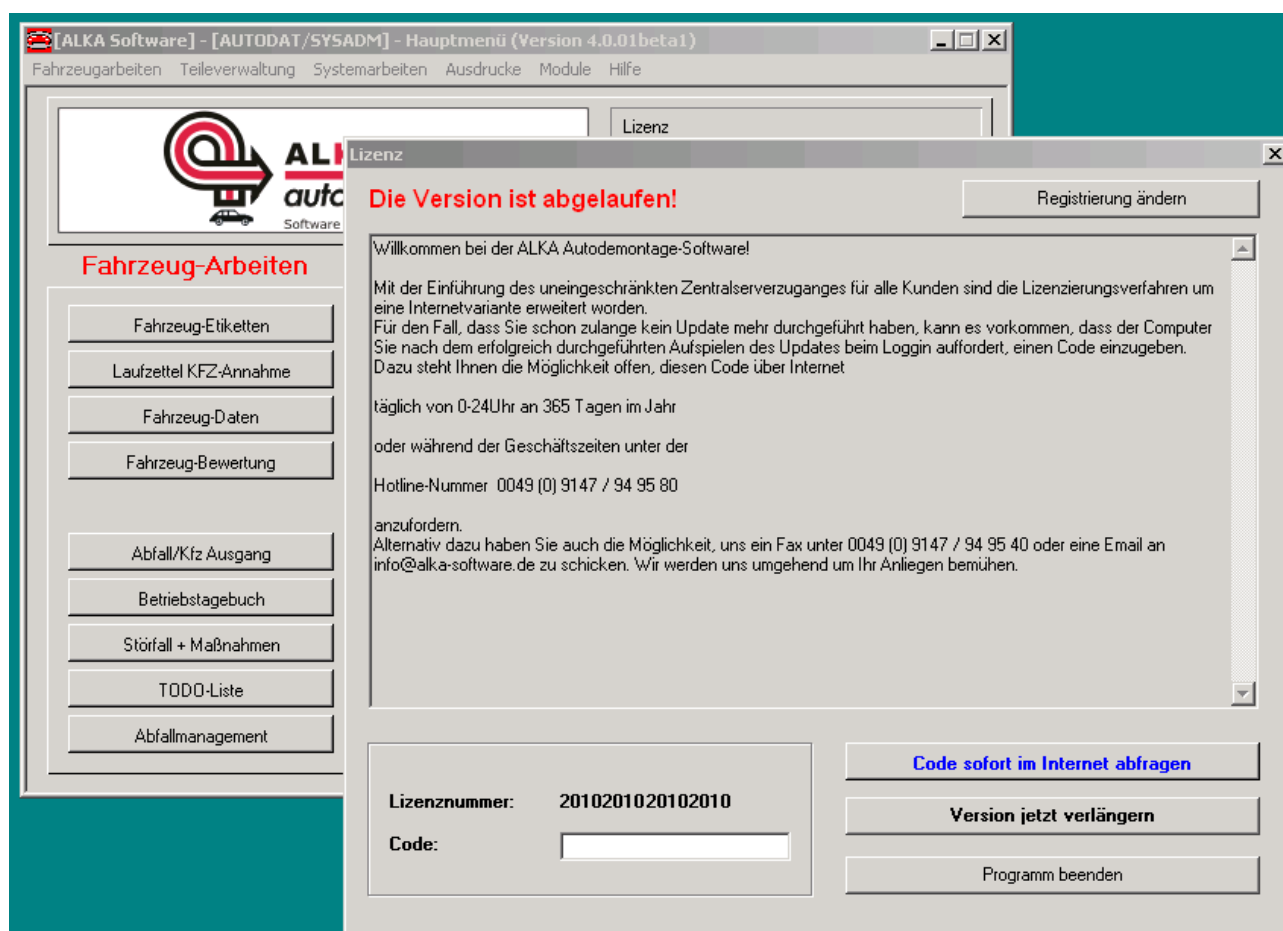 [ALKA Software] - [AUTODAT/SYSADM] - Hauptmenü (Version 4.0.01beta1)
Fahrzeugarbeiten Teileverwaltung Systemarbeiten Ausdrucke Module Hilfe
Lizenz
AL
auto
Software
Fahrzeug-Arbeiten
Fahrzeug-Etiketten
Laufzettel KFZ-Annahme
Fahrzeug-Daten
Fahrzeug-Bewertung
Abfall/Kfz Ausgang
Betriebstagebuch
Störfall + Maßnahmen
TODO-Liste
Abfallmanagement
Lizenz
Die Version ist abgelaufen!
Registrierung ändern
Willkommen bei der ALKA Autodemontage-Software!
Mit der Einführung des uneingeschränkten Zentralserverzuganges für alle Kunden sind die Lizenzierungsverfahren um
eine Internetvariante erweitert worden.
Für den Fall, dass Sie schon zulange kein Update mehr durchgeführt haben, kann es vorkommen, dass der Computer
Sie nach dem erfolgreich durchgeführten Aufspielen des Updates beim Loggin auffordert, einen Code einzugeben.
Dazu steht Ihnen die Möglichkeit offen, diesen Code über Internet
täglich von 0-24Uhr an 365 Tagen im Jahr
oder während der Geschäftszeiten unter der
Hotline-Nummer 0049 (0) 9147 / 94 95 80
anzufordern.
Alternativ dazu haben Sie auch die Möglichkeit, uns ein Fax unter 0049 (0) 9147 / 94 95 40 oder eine Email an
info@alka-software.de zu schicken. Wir werden uns umgehend um Ihr Anliegen bemühen.
Lizenznummer: 2010201020102010
Code:
Code sofort im Internet abfragen
Version jetzt verlängern
Programm beenden